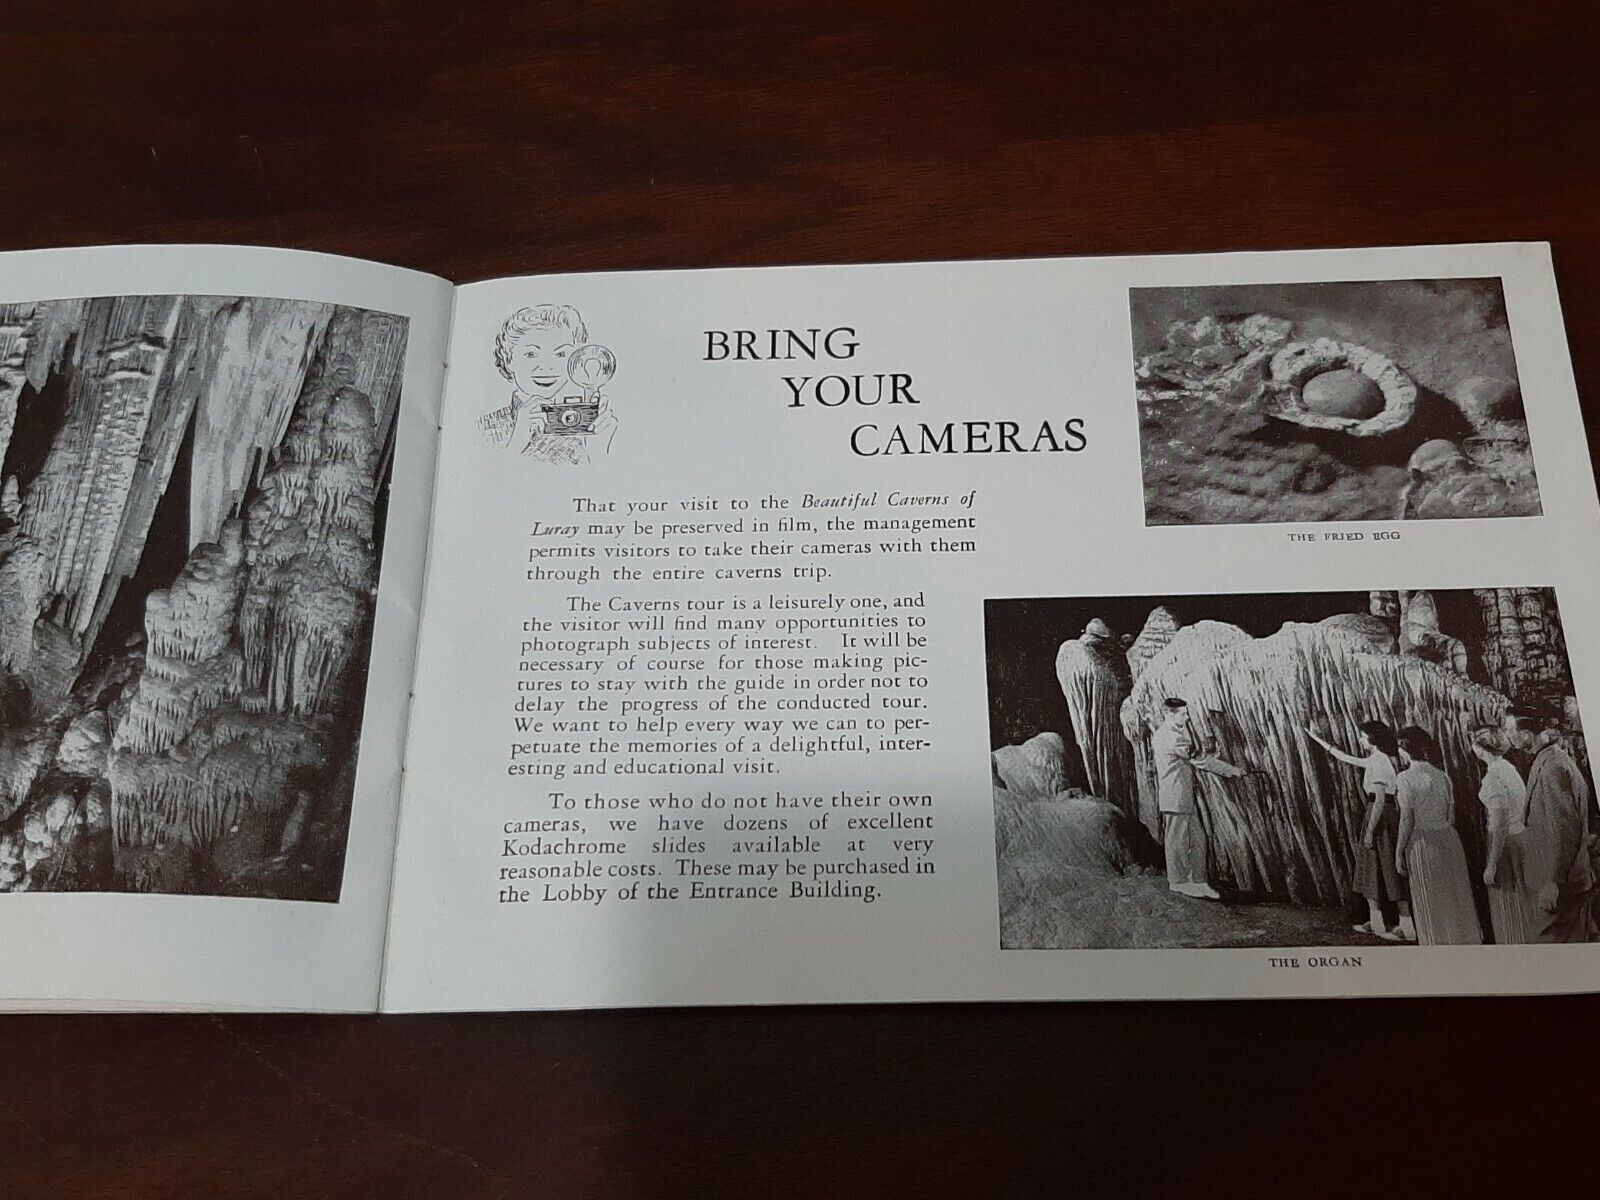 BRING
YOUR
CAMERAS
That your visit to the Beautiful Caverns of
Luray may be preserved in film, the management
permits visitors to take their cameras with them
through the entire caverns trip.
The Caverns tour is a leisurely one, and
the visitor will find many opportunities to
photograph subjects of interest. It will be
necessary of course for those making pic-
tures to stay with the guide in order not to
delay the progress of the conducted tour.
We want to help every way we can to per-
petuate the memories of a delightful, inter-
esting and educational visit.
To those who do not have their own
cameras, we have dozens of excellent
Kodachrome slides available at very
reasonable costs. These may be purchased in
the Lobby of the Entrance Building.
THE FRIED EGG
THE ORGAN